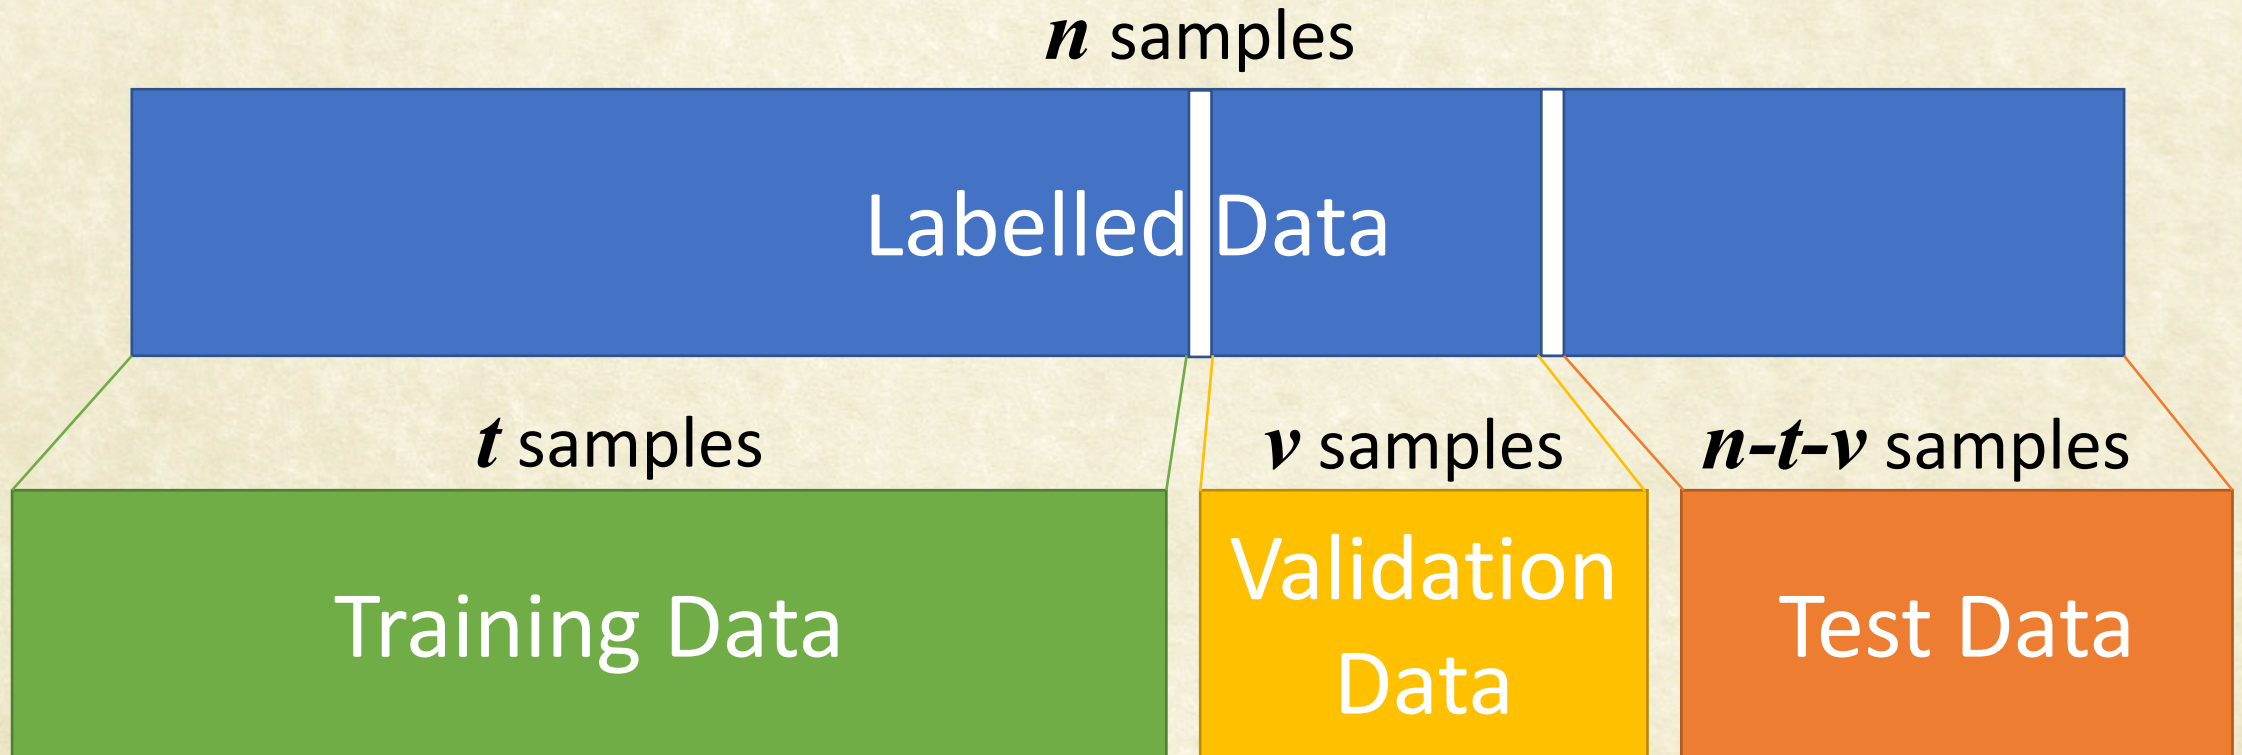 n samples
Labelled Data
t samples
v samples
n-t-v samples
Training Data
Validation
Data
Test Data